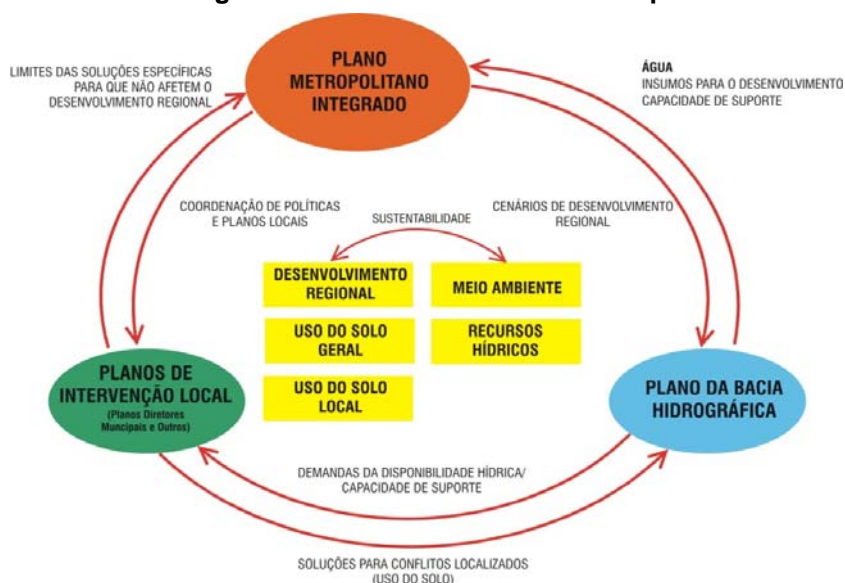 PLANO
METROPOLITANO
INTEGRADO
LIMITES DAS SOLUÇÕES ESPECÍFICAS
PARA QUE NÃO AFETEM O
DESENVOLVIMENTO REGIONAL
ÁGUA
INSUMOS PARA O DESENVOLVIMENTO
CAPACIDADE DE SUPORTE
COORDENAÇÃO DE POLÍTICAS
E PLANOS LOCAIS
SUSTENTABILIDADE
CENÁRIOS DE DESENVOLVIMENTO
REGIONAL
DESENVOLVIMENTO
REGIONAL
MEIO AMBIENTE
USO DO SOLO
GERAL
RECURSOS
HÍDRICOS
USO DO SOLO
LOCAL
PLANOS DE
INTERVENÇÃO LOCAL
(Planos Diretores
Muncipais e Outros)
PLANO DA BACIA
HIDROGRÁFICA
DEMANDAS DA DISPONIBILIDADE HÍDRICA/
CAPACIDADE DE SUPORTE
SOLUÇÕES PARA CONFLITOS LOCALIZADOS
(USO DO SOLO)